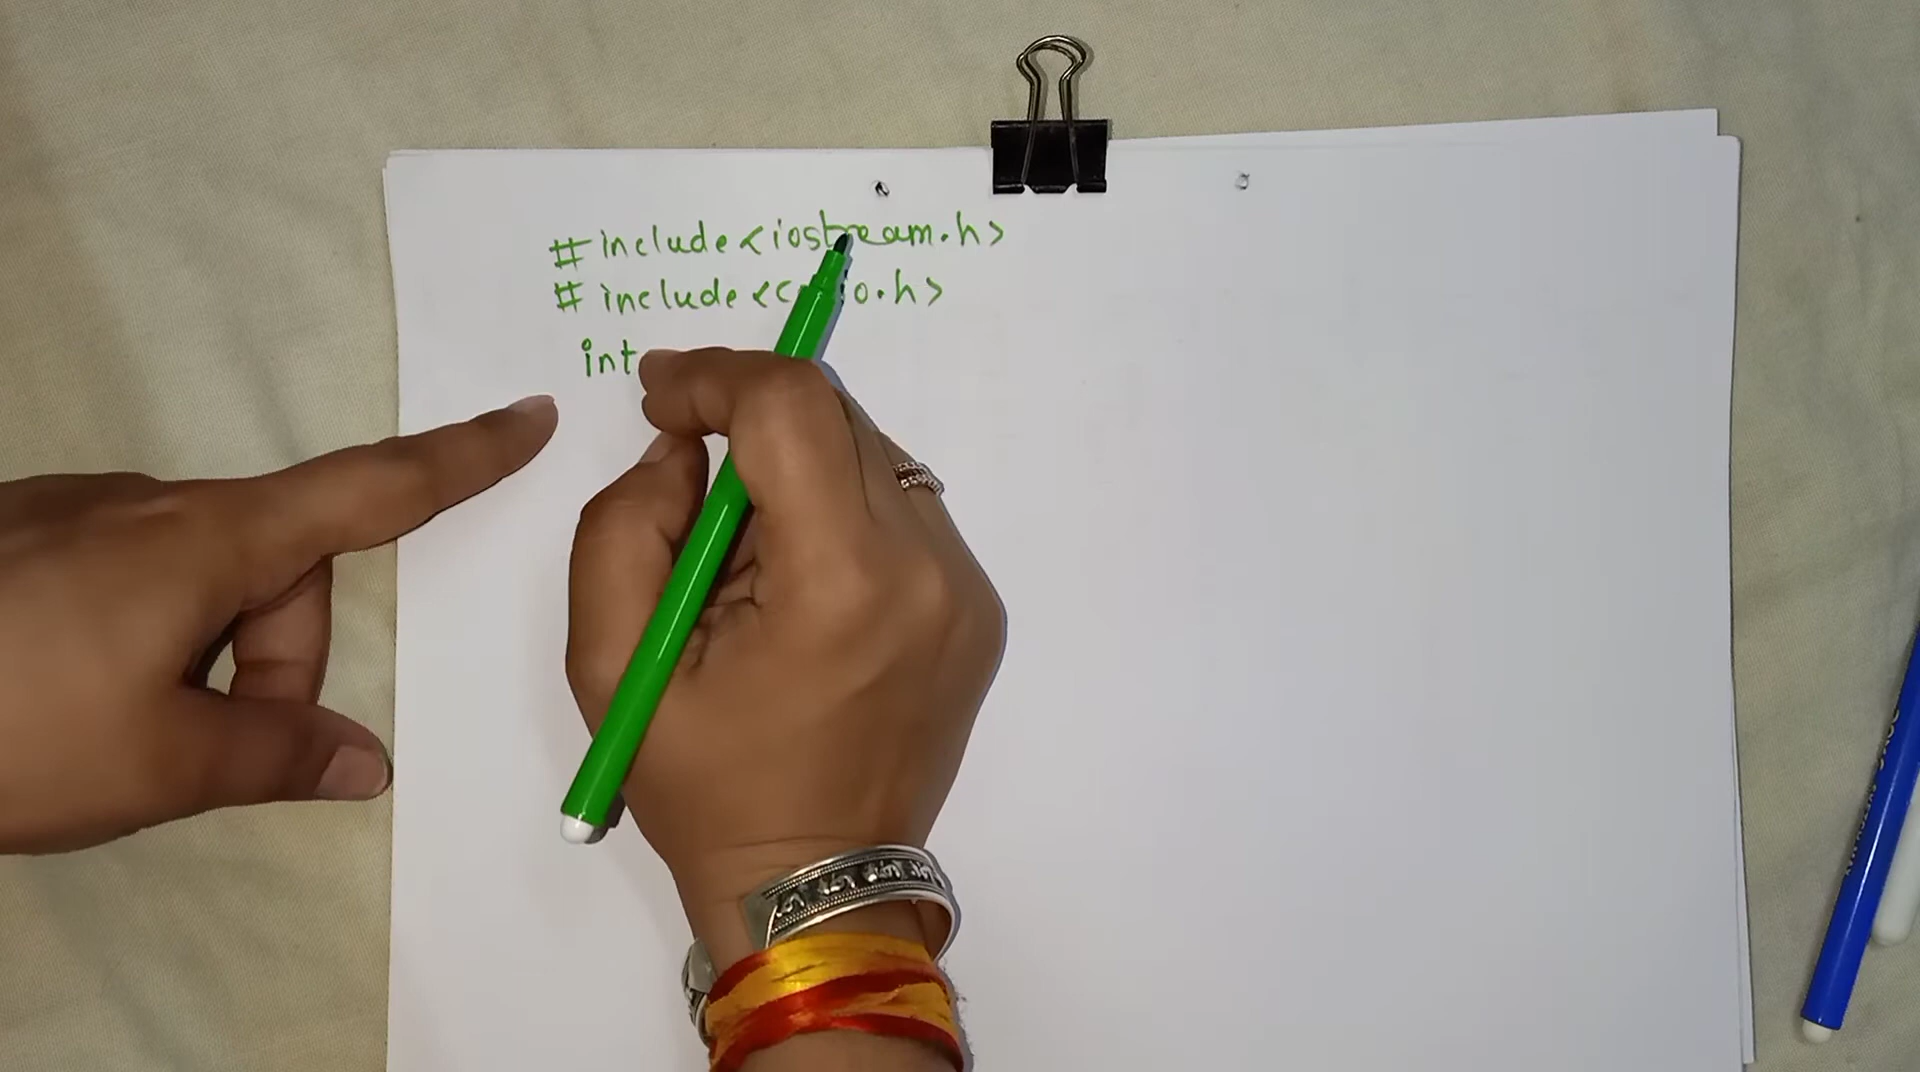 #include<iostream.h>
#include <c o.h>
int